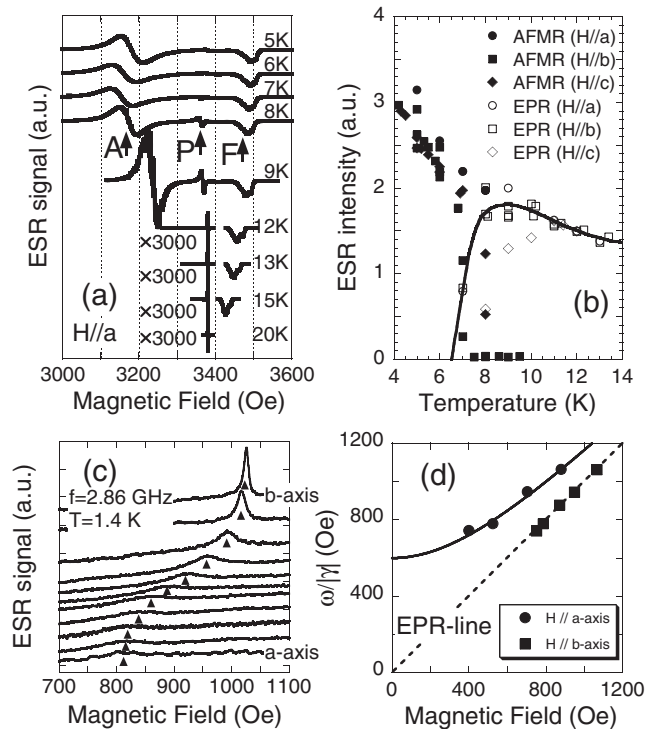 5K
6K
7K
8K
A
P
F
9K
12K
×3000
13K
×3000
15K
×3000
20K
×3000
(a)
H//a
ESR signal (a.u.)
3000 3200 3400 3600
Magnetic Field (Oe)
4
3
2
1
0
ESR intensity (a.u.)
AFMR (H//a)
AFMR (H//b)
AFMR (H//c)
EPR (H//a)
EPR (H//b)
EPR (H//c)
(b)
4 6 8 10 12 14
Temperature (K)
(c)
f=2.86 GHz
T=1.4 K
b-axis
a-axis
ESR signal (a.u.)
700 800 900 1000 1100
Magnetic Field (Oe)
1200
(d)
800
400
0
ω/|γ| (Oe)
EPR-line
H // a-axis
H // b-axis
0 400 800 1200
Magnetic Field (Oe)